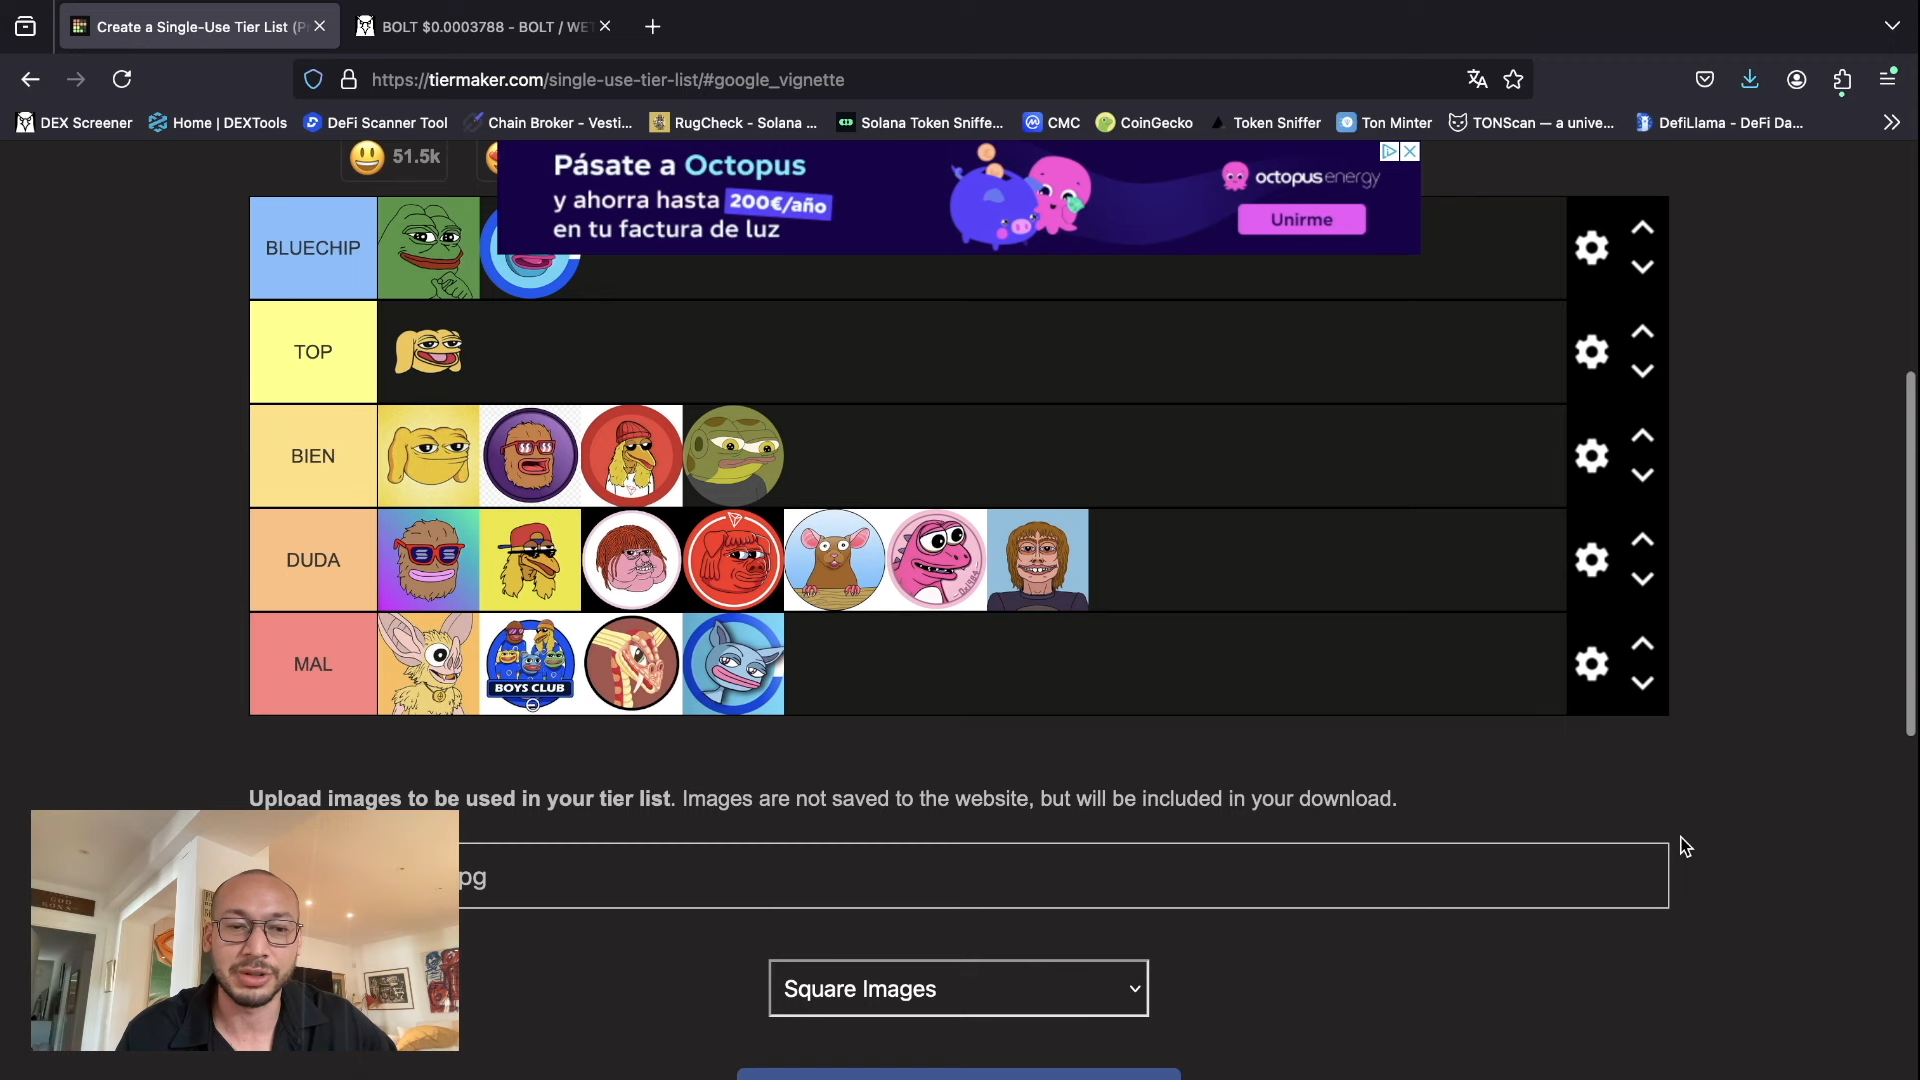 Create a Single-Use Tier List (P
BOLT $0.0003788 - BOLT / WE
https://tiermaker.com/single-use-tier-list/#google_vignette
DEX Screener
Home | DEXTools
DeFi Scanner Tool
Chain Broker - Vesti...
RugCheck - Solana ...
Solana Token Sniffe...
CMC
CoinGecko
Token Sniffer
Ton Minter
TONScan — a unive...
DefiLlama - DeFi Da...
51.5k
Pásate a Octopus
y ahorra hasta 200€/año
en tu factura de luz
octopusenergy
Unirme
BLUECHIP
TOP
BIEN
DUDA
MAL
BOYS CLUB
Upload images to be used in your tier list. Images are not saved to the website, but will be included in your download.
pg
Square Images